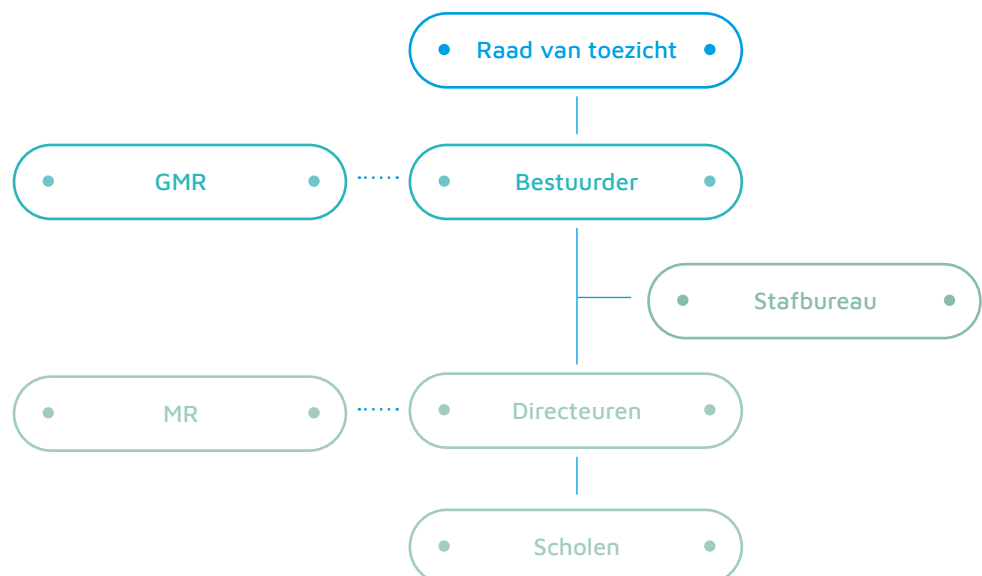 Raad van toezicht
GMR
Bestuurder
Stafbureau
MR
Directeuren
Scholen